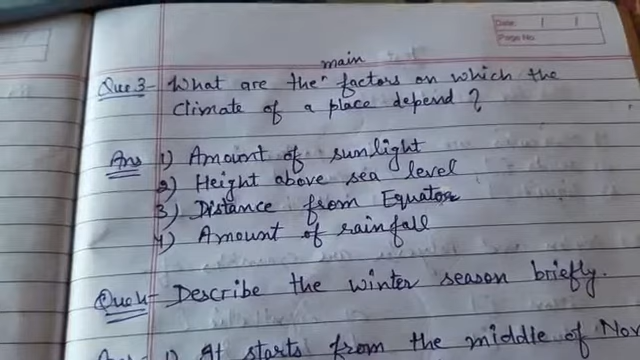 Date: / /
Page No.
main
Que 3- What are the ^ factors on which the
climate of a place depend ?
Ans 1) Amount of sunlight
2) Height above sea level
3) Distance from Equator
4) Amount of rainfall
Que 4- Describe the winter season briefly.
Ans- 1) It starts from the middle of Nov